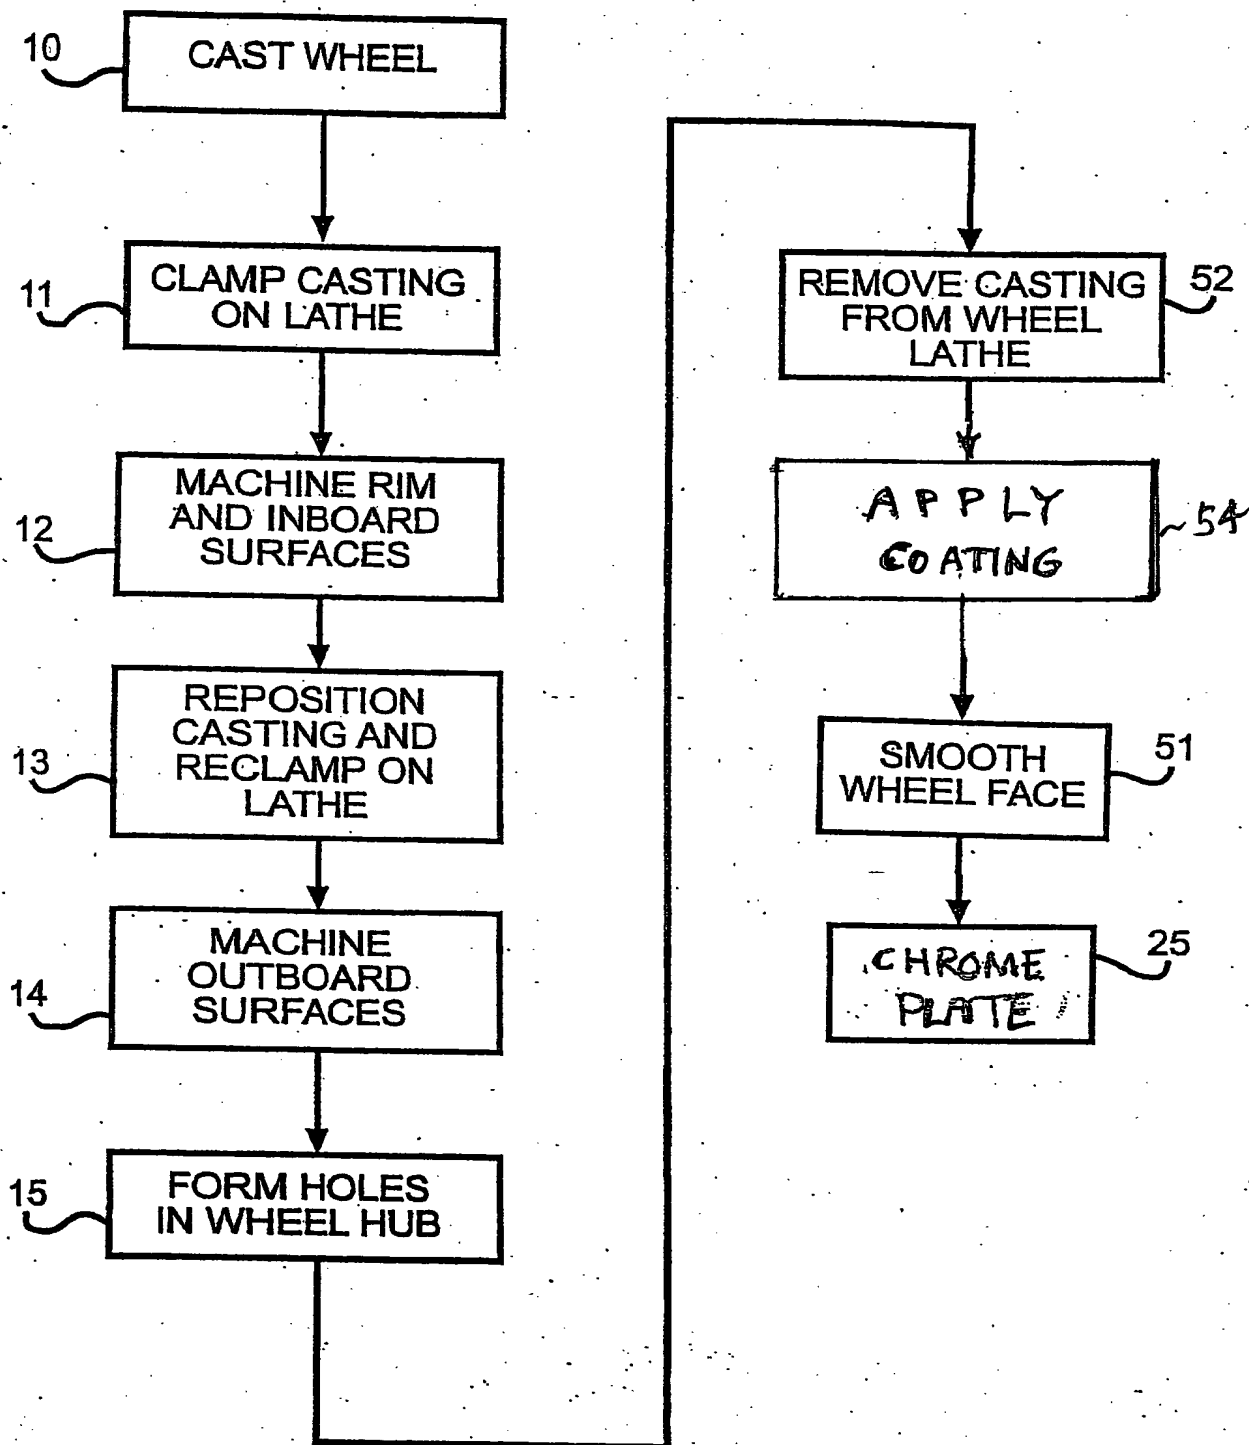 10
CAST WHEEL
11
CLAMP CASTING
ON LATHE
12
MACHINE RIM
AND INBOARD
SURFACES
13
REPOSITION
CASTING AND
RECLAMP ON
LATHE
14
MACHINE
OUTBOARD
SURFACES
15
FORM HOLES
IN WHEEL HUB
REMOVE CASTING
FROM WHEEL
LATHE
52
APPLY
COATING
54
SMOOTH
WHEEL FACE
51
CHROME
PLATE
25